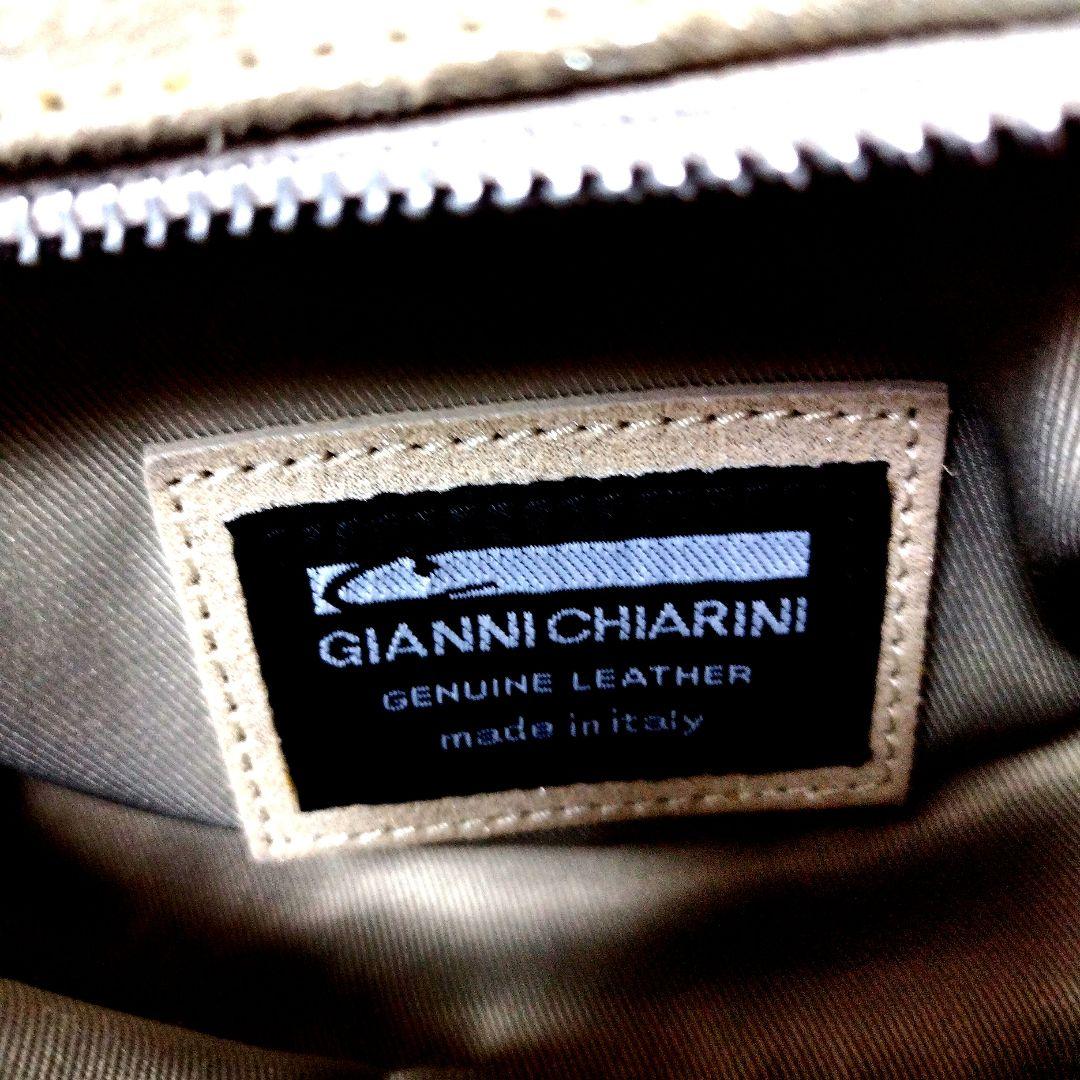 GIANNI CHIARINI
GENUINE LEATHER
made in italy